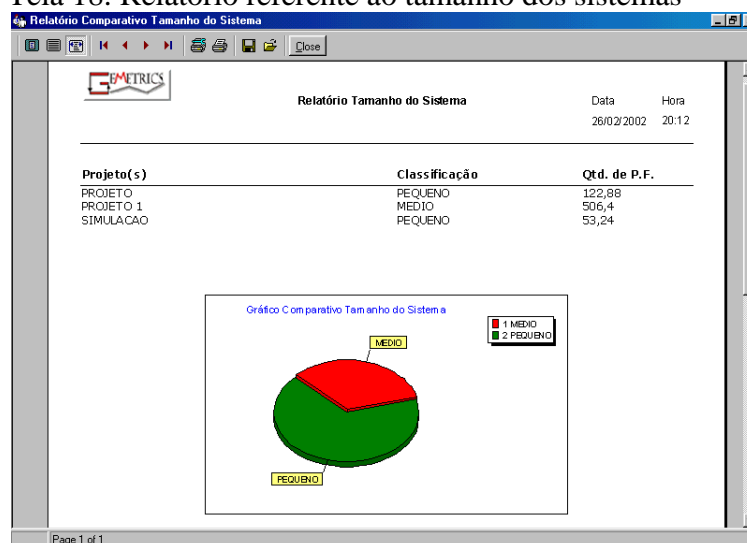 Tela 18: Relatório referente ao tamanho dos sistemas
Relatório Comparativo Tamanho do Sistema
Close
GEMETRICS
Relatório Tamanho do Sistema
Data Hora
26/02/2002 20:12
Projeto(s) Classificação Qtd. de P.F.
PROJETO PEQUENO 122,88
PROJETO 1 MEDIO 506,4
SIMULACAO PEQUENO 53,24
Gráfico Comparativo Tamanho do Sistema
1 MEDIO
2 PEQUENO
MEDIO
PEQUENO
Page 1 of 1